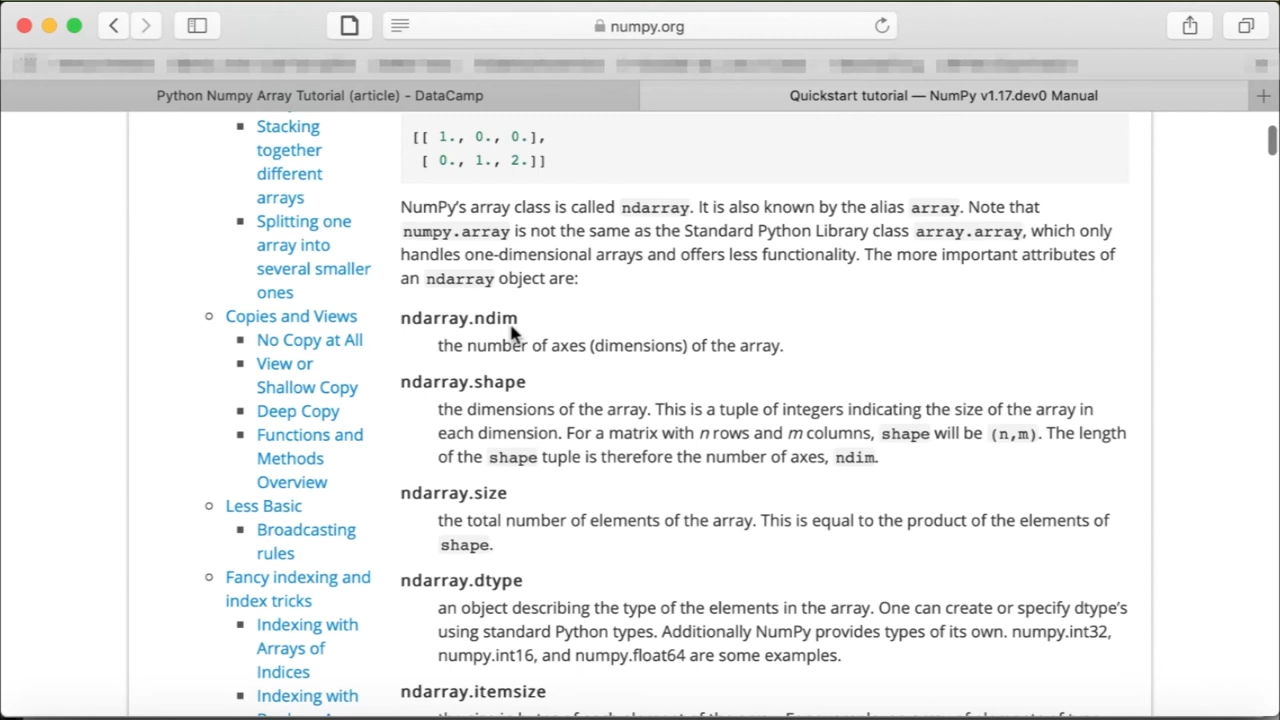 numpy.org
Python Numpy Array Tutorial (article) - DataCamp
Quickstart tutorial — NumPy v1.17.dev0 Manual
Stacking
together
different
arrays
Splitting one
array into
several smaller
ones
Copies and Views
No Copy at All
View or
Shallow Copy
Deep Copy
Functions and
Methods
Overview
Less Basic
Broadcasting
rules
Fancy indexing and
index tricks
Indexing with
Arrays of
Indices
Indexing with
[[ 1., 0., 0.],
[ 0., 1., 2.]]
NumPy's array class is called ndarray. It is also known by the alias array. Note that
numpy.array is not the same as the Standard Python Library class array.array, which only
handles one-dimensional arrays and offers less functionality. The more important attributes of
an ndarray object are:
ndarray.ndim
the number of axes (dimensions) of the array.
ndarray.shape
the dimensions of the array. This is a tuple of integers indicating the size of the array in
each dimension. For a matrix with n rows and m columns, shape will be (n,m). The length
of the shape tuple is therefore the number of axes, ndim.
ndarray.size
the total number of elements of the array. This is equal to the product of the elements of
shape.
ndarray.dtype
an object describing the type of the elements in the array. One can create or specify dtype's
using standard Python types. Additionally NumPy provides types of its own. numpy.int32,
numpy.int16, and numpy.float64 are some examples.
ndarray.itemsize